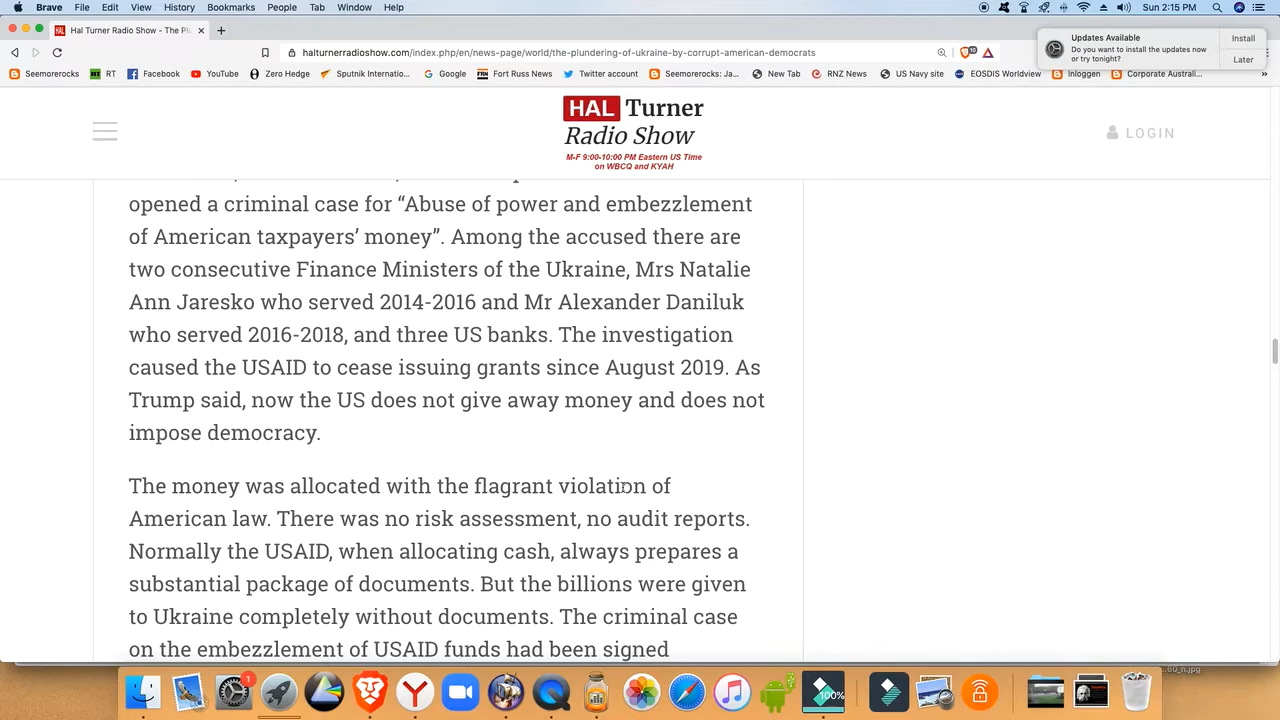 Brave File Edit View History Bookmarks People Tab Window Help Sun 2:15 PM
Hal Turner Radio Show - The Pl
halturnerradioshow.com/index.php/en/news-page/world/the-plundering-of-ukraine-by-corrupt-american-democrats
Updates Available
Do you want to install the updates now
or try tonight?
Install
Later
Seemorerocks RT Facebook YouTube Zero Hedge Sputnik Internation... Google Fort Russ News Twitter account Seemorerocks: Ja... New Tab RNZ News US Navy site EOSDIS Worldview Inloggen Corporate Australi... »
HAL Turner
Radio Show
M-F 9:00-10:00 PM Eastern US Time
on WBCQ and KYAH
LOGIN
opened a criminal case for “Abuse of power and embezzlement
of American taxpayers’ money”. Among the accused there are
two consecutive Finance Ministers of the Ukraine, Mrs Natalie
Ann Jaresko who served 2014-2016 and Mr Alexander Daniluk
who served 2016-2018, and three US banks. The investigation
caused the USAID to cease issuing grants since August 2019. As
Trump said, now the US does not give away money and does not
impose democracy.
The money was allocated with the flagrant violation of
American law. There was no risk assessment, no audit reports.
Normally the USAID, when allocating cash, always prepares a
substantial package of documents. But the billions were given
to Ukraine completely without documents. The criminal case
on the embezzlement of USAID funds had been signed
60_n.jpg
1
100%